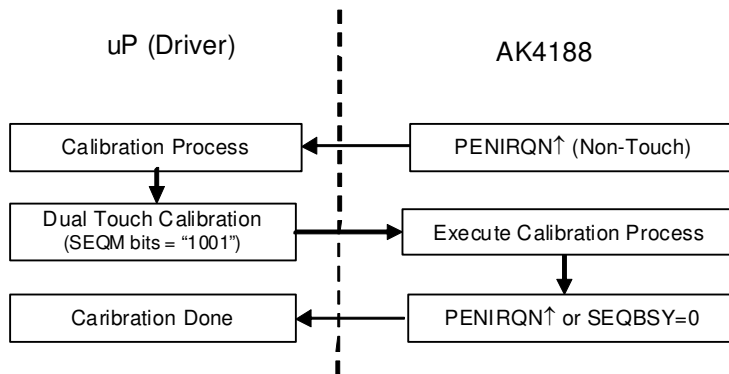 uP (Driver)
AK4188
Calibration Process
PENIRQN↑ (Non-Touch)
Dual Touch Calibration
(SEQM bits = “1001”)
Execute Calibration Process
Caribration Done
PENIRQN↑ or SEQBSY=0